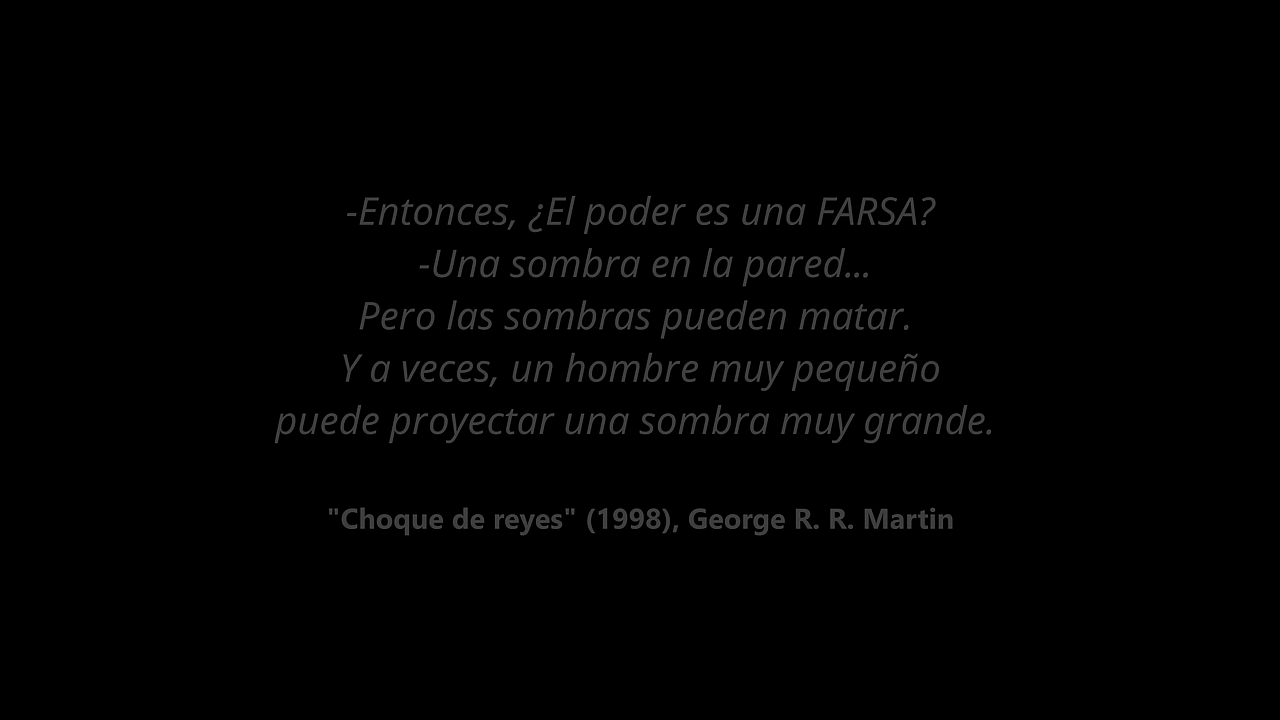 -Entonces, ¿El poder es una FARSA?
-Una sombra en la pared...
Pero las sombras pueden matar.
Y a veces, un hombre muy pequeño
puede proyectar una sombra muy grande.
"Choque de reyes" (1998), George R. R. Martin